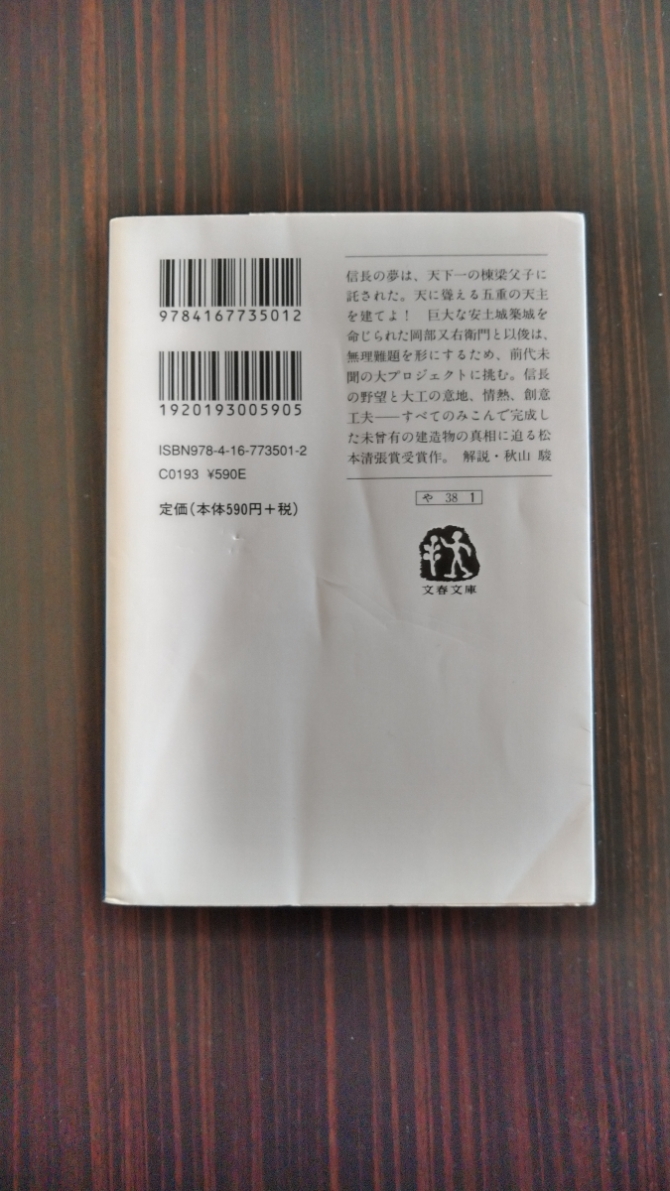 9784167735012
1920193005905
ISBN978-4-16-773501-2
C0193 ¥590E
定価(本体590円+税)
信長の夢は、天下一の棟梁父子に
託された。天に聳える五重の天主
を建てよ！　巨大な安土城築城を
命じられた岡部又右衛門と以俊は、
無理難題を形にするため、前代未
聞の大プロジェクトに挑む。信長
の野望と大工の意地、情熱、創意
工夫――すべてのみこんで完成し
た未曾有の建造物の真相に迫る松
本清張賞受賞作。 解説・秋山 駿
や 38 1
文春文庫